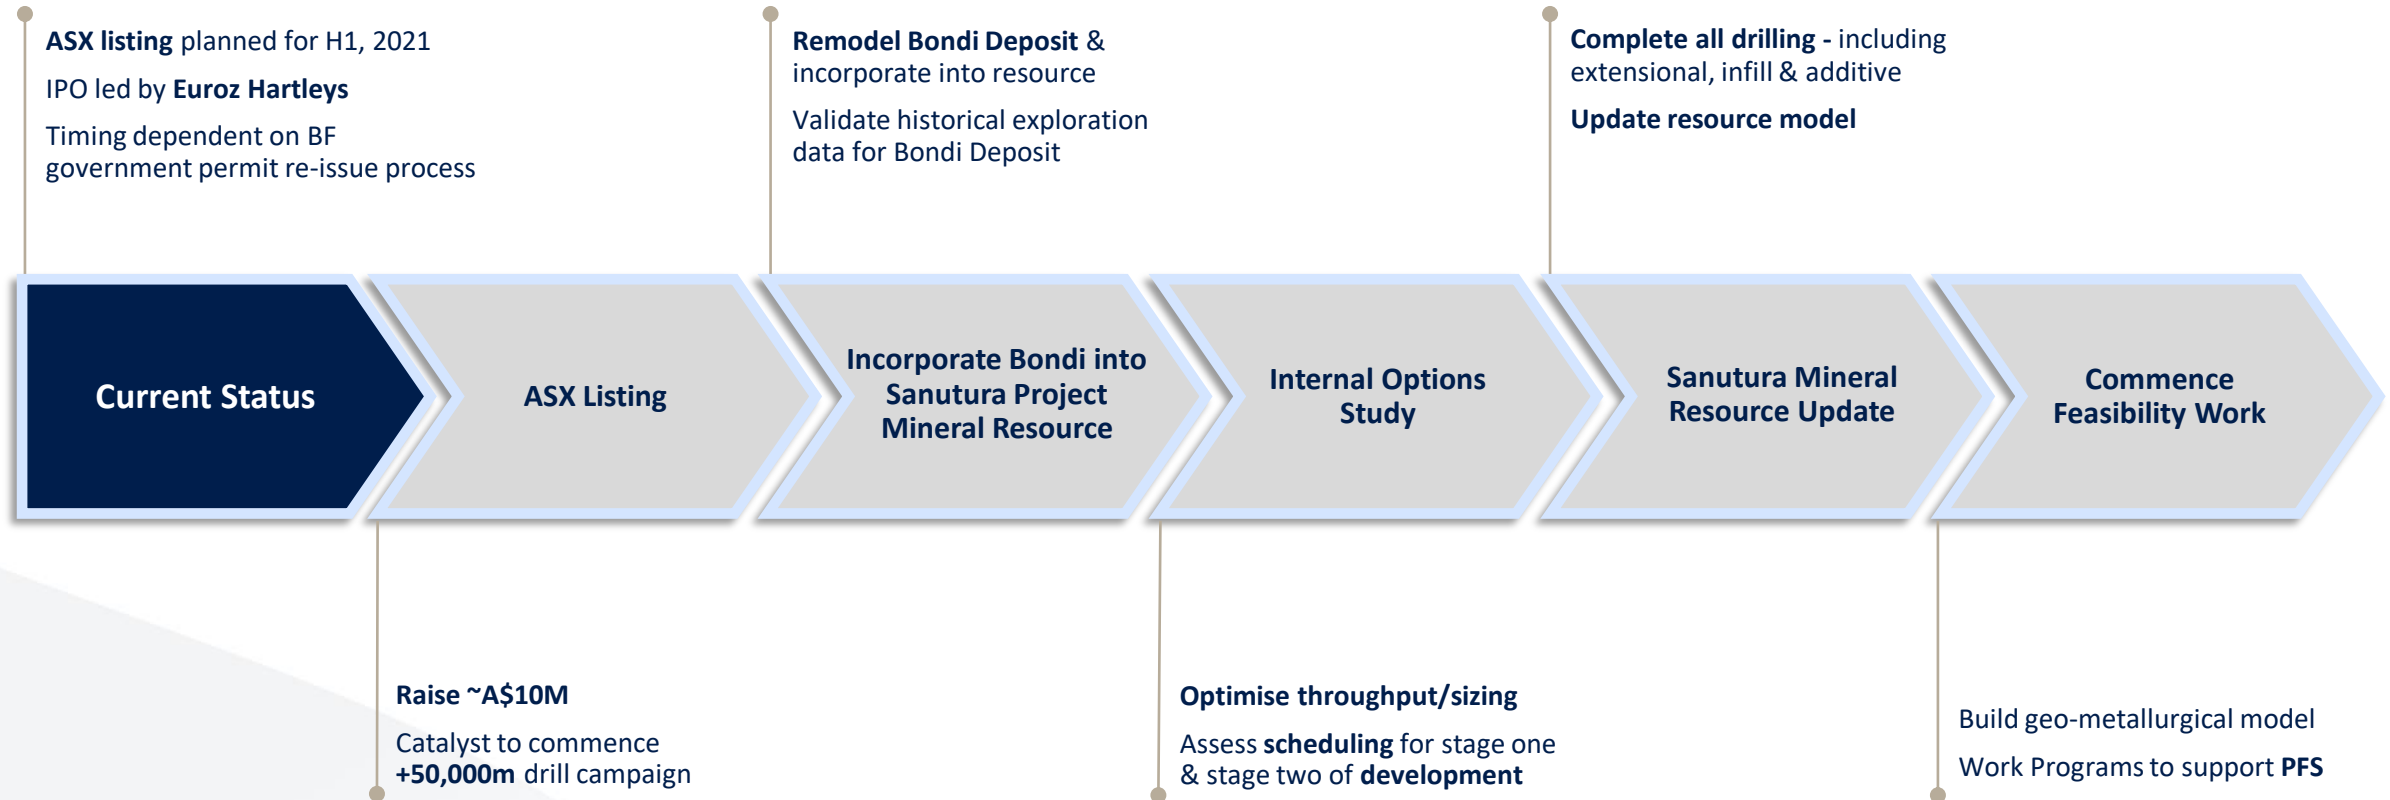 ASX listing planned for H1, 2021
IPO led by Euroz Hartleys
Timing dependent on BF
government permit re-issue process
Remodel Bondi Deposit &
incorporate into resource
Validate historical exploration
data for Bondi Deposit
Complete all drilling - including
extensional, infill & additive
Update resource model
Current Status
ASX Listing
Incorporate Bondi into
Sanutura Project
Mineral Resource
Internal Options
Study
Sanutura Mineral
Resource Update
Commence
Feasibility Work
Raise ~A$10M
Catalyst to commence
+50,000m drill campaign
Optimise throughput/sizing
Assess scheduling for stage one
& stage two of development
Build geo-metallurgical model
Work Programs to support PFS